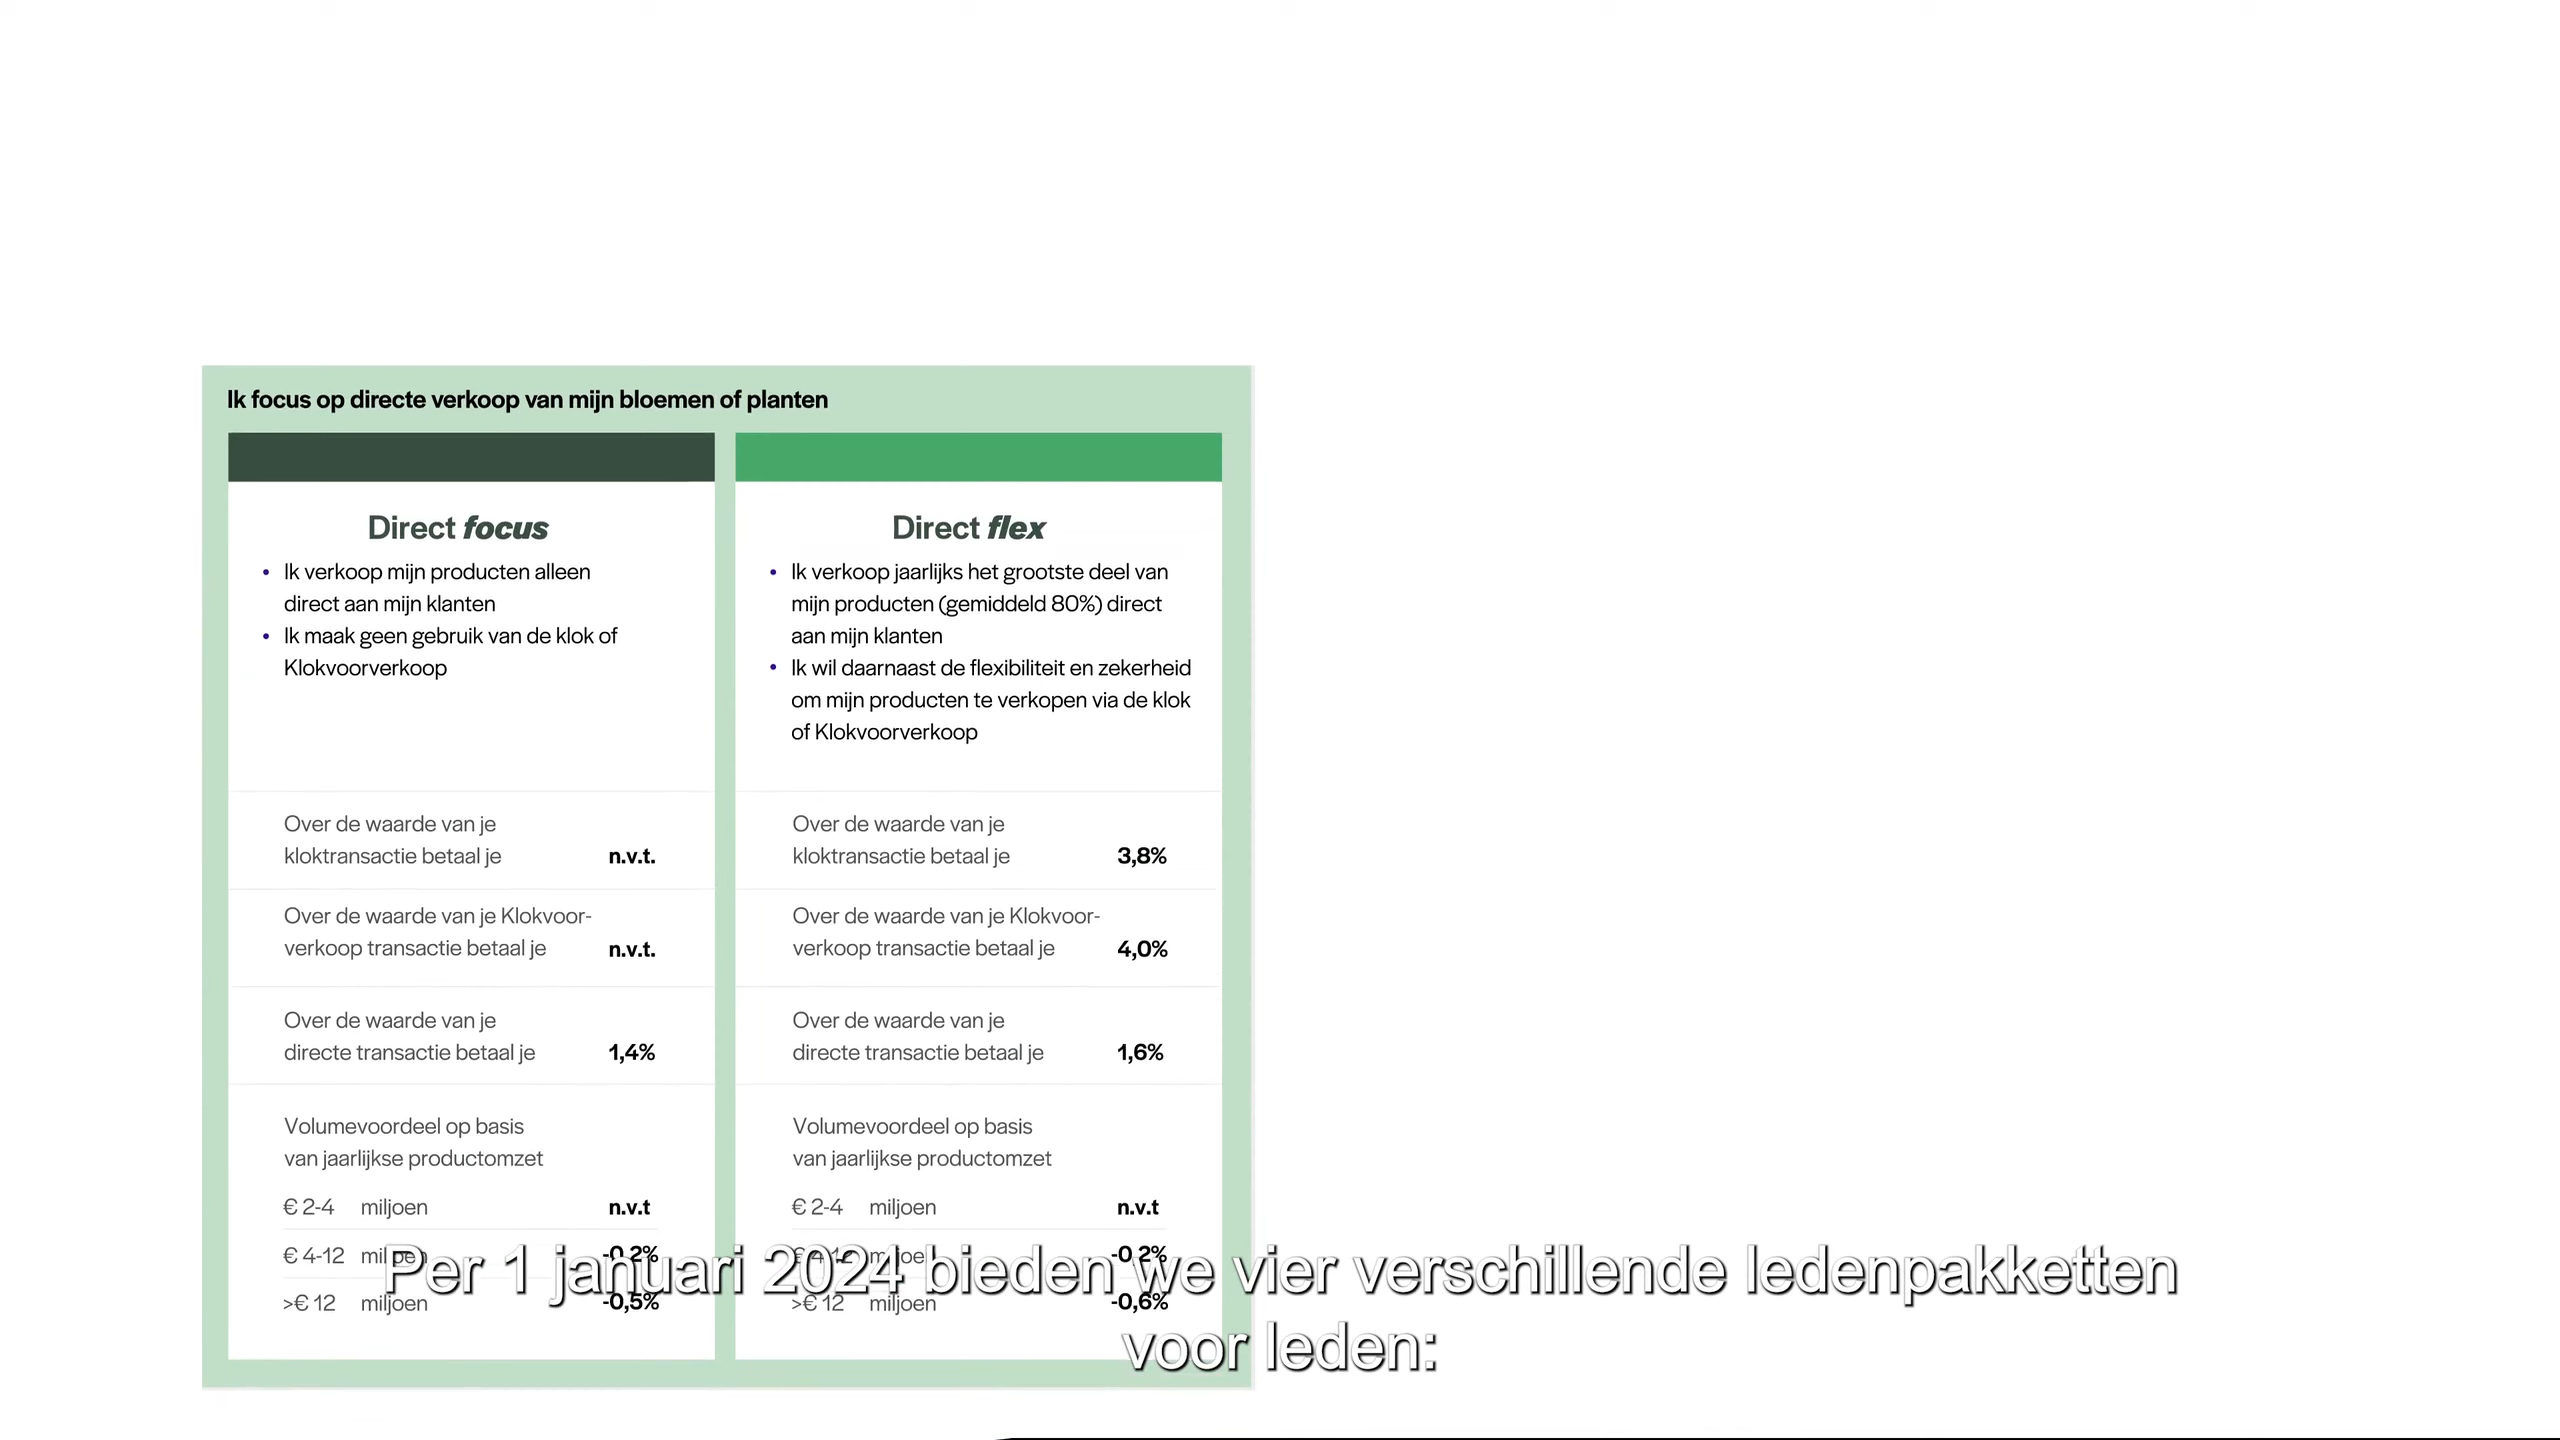 Ik focus op directe verkoop van mijn bloemen of planten
Direct focus
• Ik verkoop mijn producten alleen
direct aan mijn klanten
• Ik maak geen gebruik van de klok of
Klokvoorverkoop
Over de waarde van je
kloktransactie betaal je n.v.t.
Over de waarde van je Klokvoor-
verkoop transactie betaal je n.v.t.
Over de waarde van je
directe transactie betaal je 1,4%
Volumevoordeel op basis
van jaarlijkse productomzet
€ 2-4 miljoen n.v.t
€ 4-12 miljoen -0,2%
>€ 12 miljoen -0,5%
Direct flex
• Ik verkoop jaarlijks het grootste deel van
mijn producten (gemiddeld 80%) direct
aan mijn klanten
• Ik wil daarnaast de flexibiliteit en zekerheid
om mijn producten te verkopen via de klok
of Klokvoorverkoop
Over de waarde van je
kloktransactie betaal je 3,8%
Over de waarde van je Klokvoor-
verkoop transactie betaal je 4,0%
Over de waarde van je
directe transactie betaal je 1,6%
Volumevoordeel op basis
van jaarlijkse productomzet
€ 2-4 miljoen n.v.t
€ 4-12 miljoen -0,2%
>€ 12 miljoen -0,6%
Per 1 januari 2024 bieden we vier verschillende ledenpakketten
voor leden: